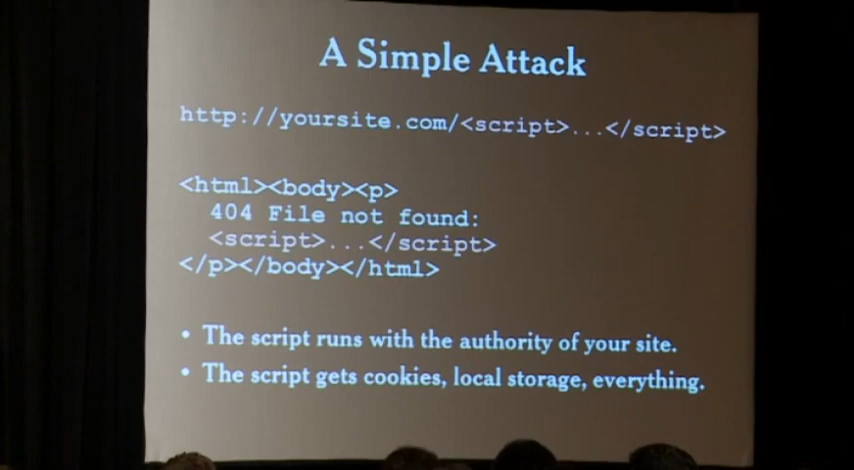 A Simple Attack
http://yoursite.com/<script>...</script>
<html><body><p>
404 File not found:
<script>...</script>
</p></body></html>
• The script runs with the authority of your site.
• The script gets cookies, local storage, everything.